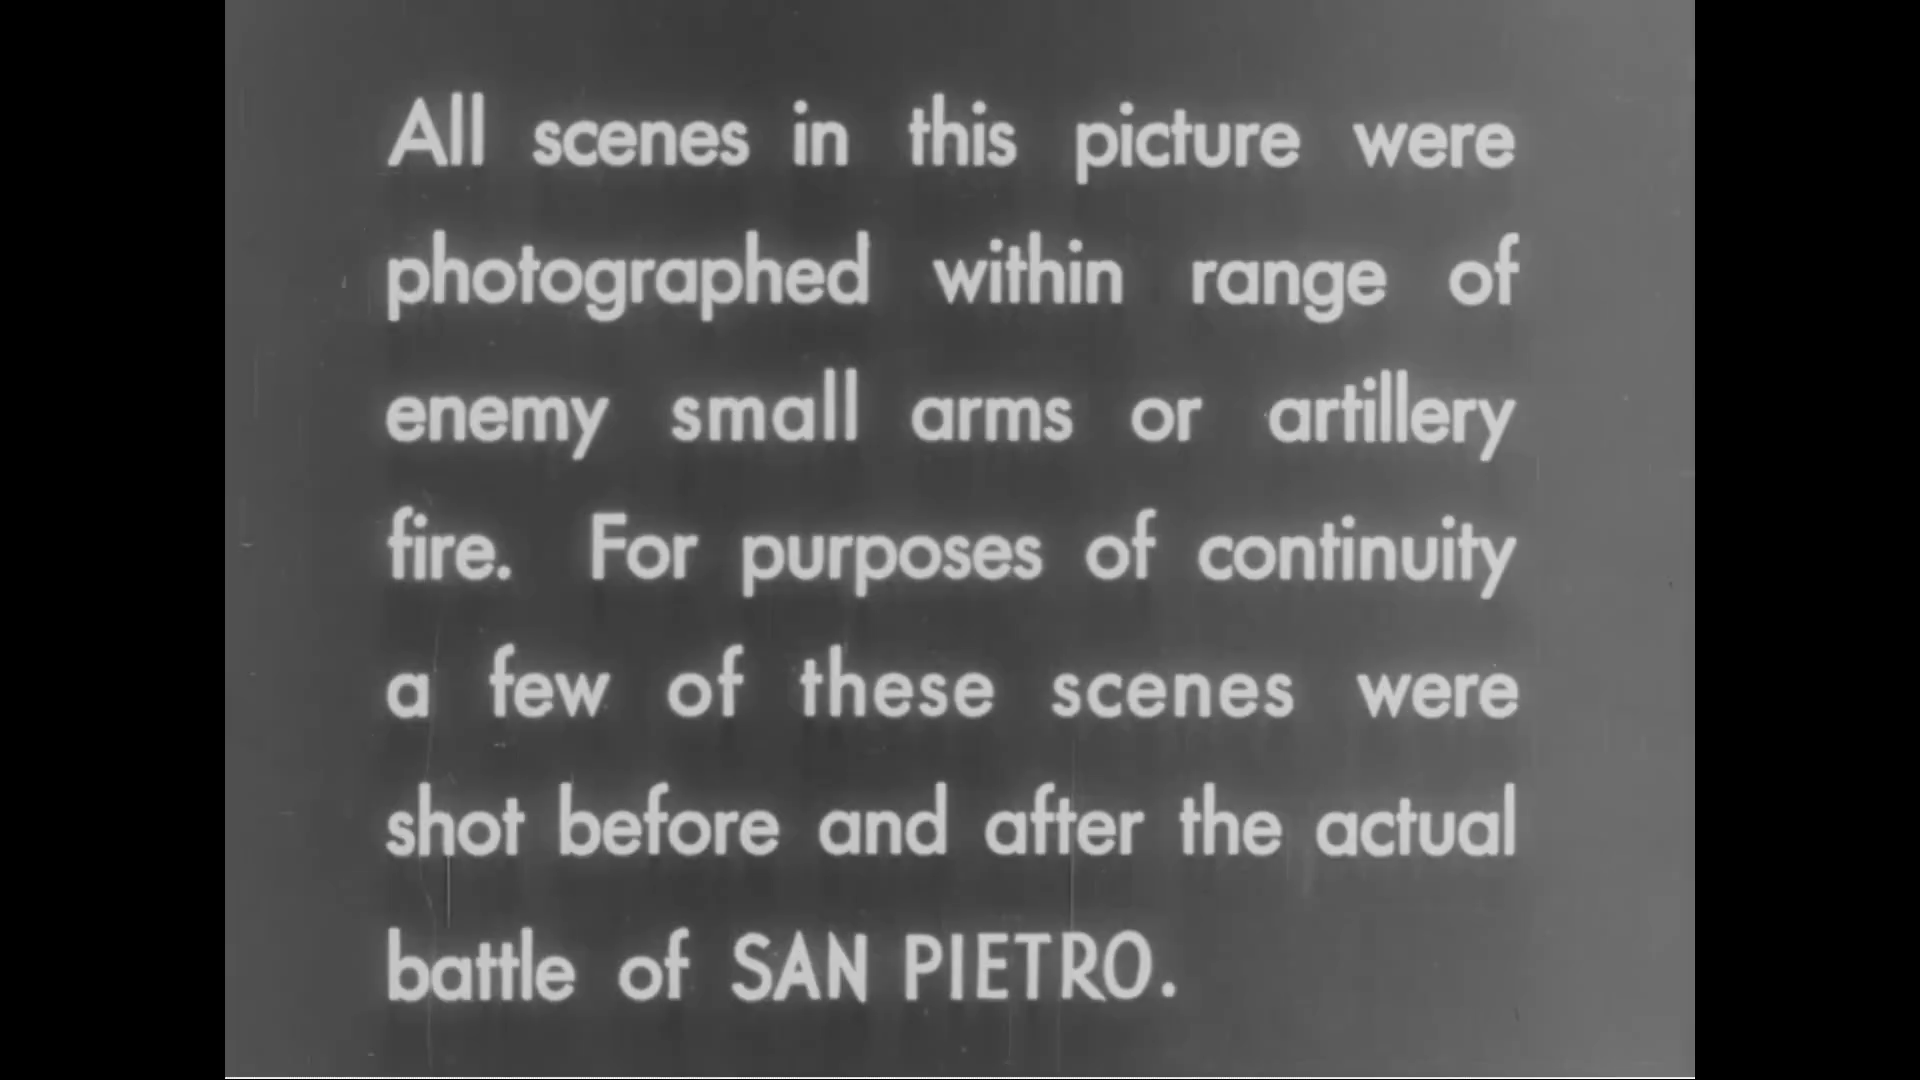 All scenes in this picture were
photographed within range of
enemy small arms or artillery
fire. For purposes of continuity
a few of these scenes were
shot before and after the actual
battle of SAN PIETRO.